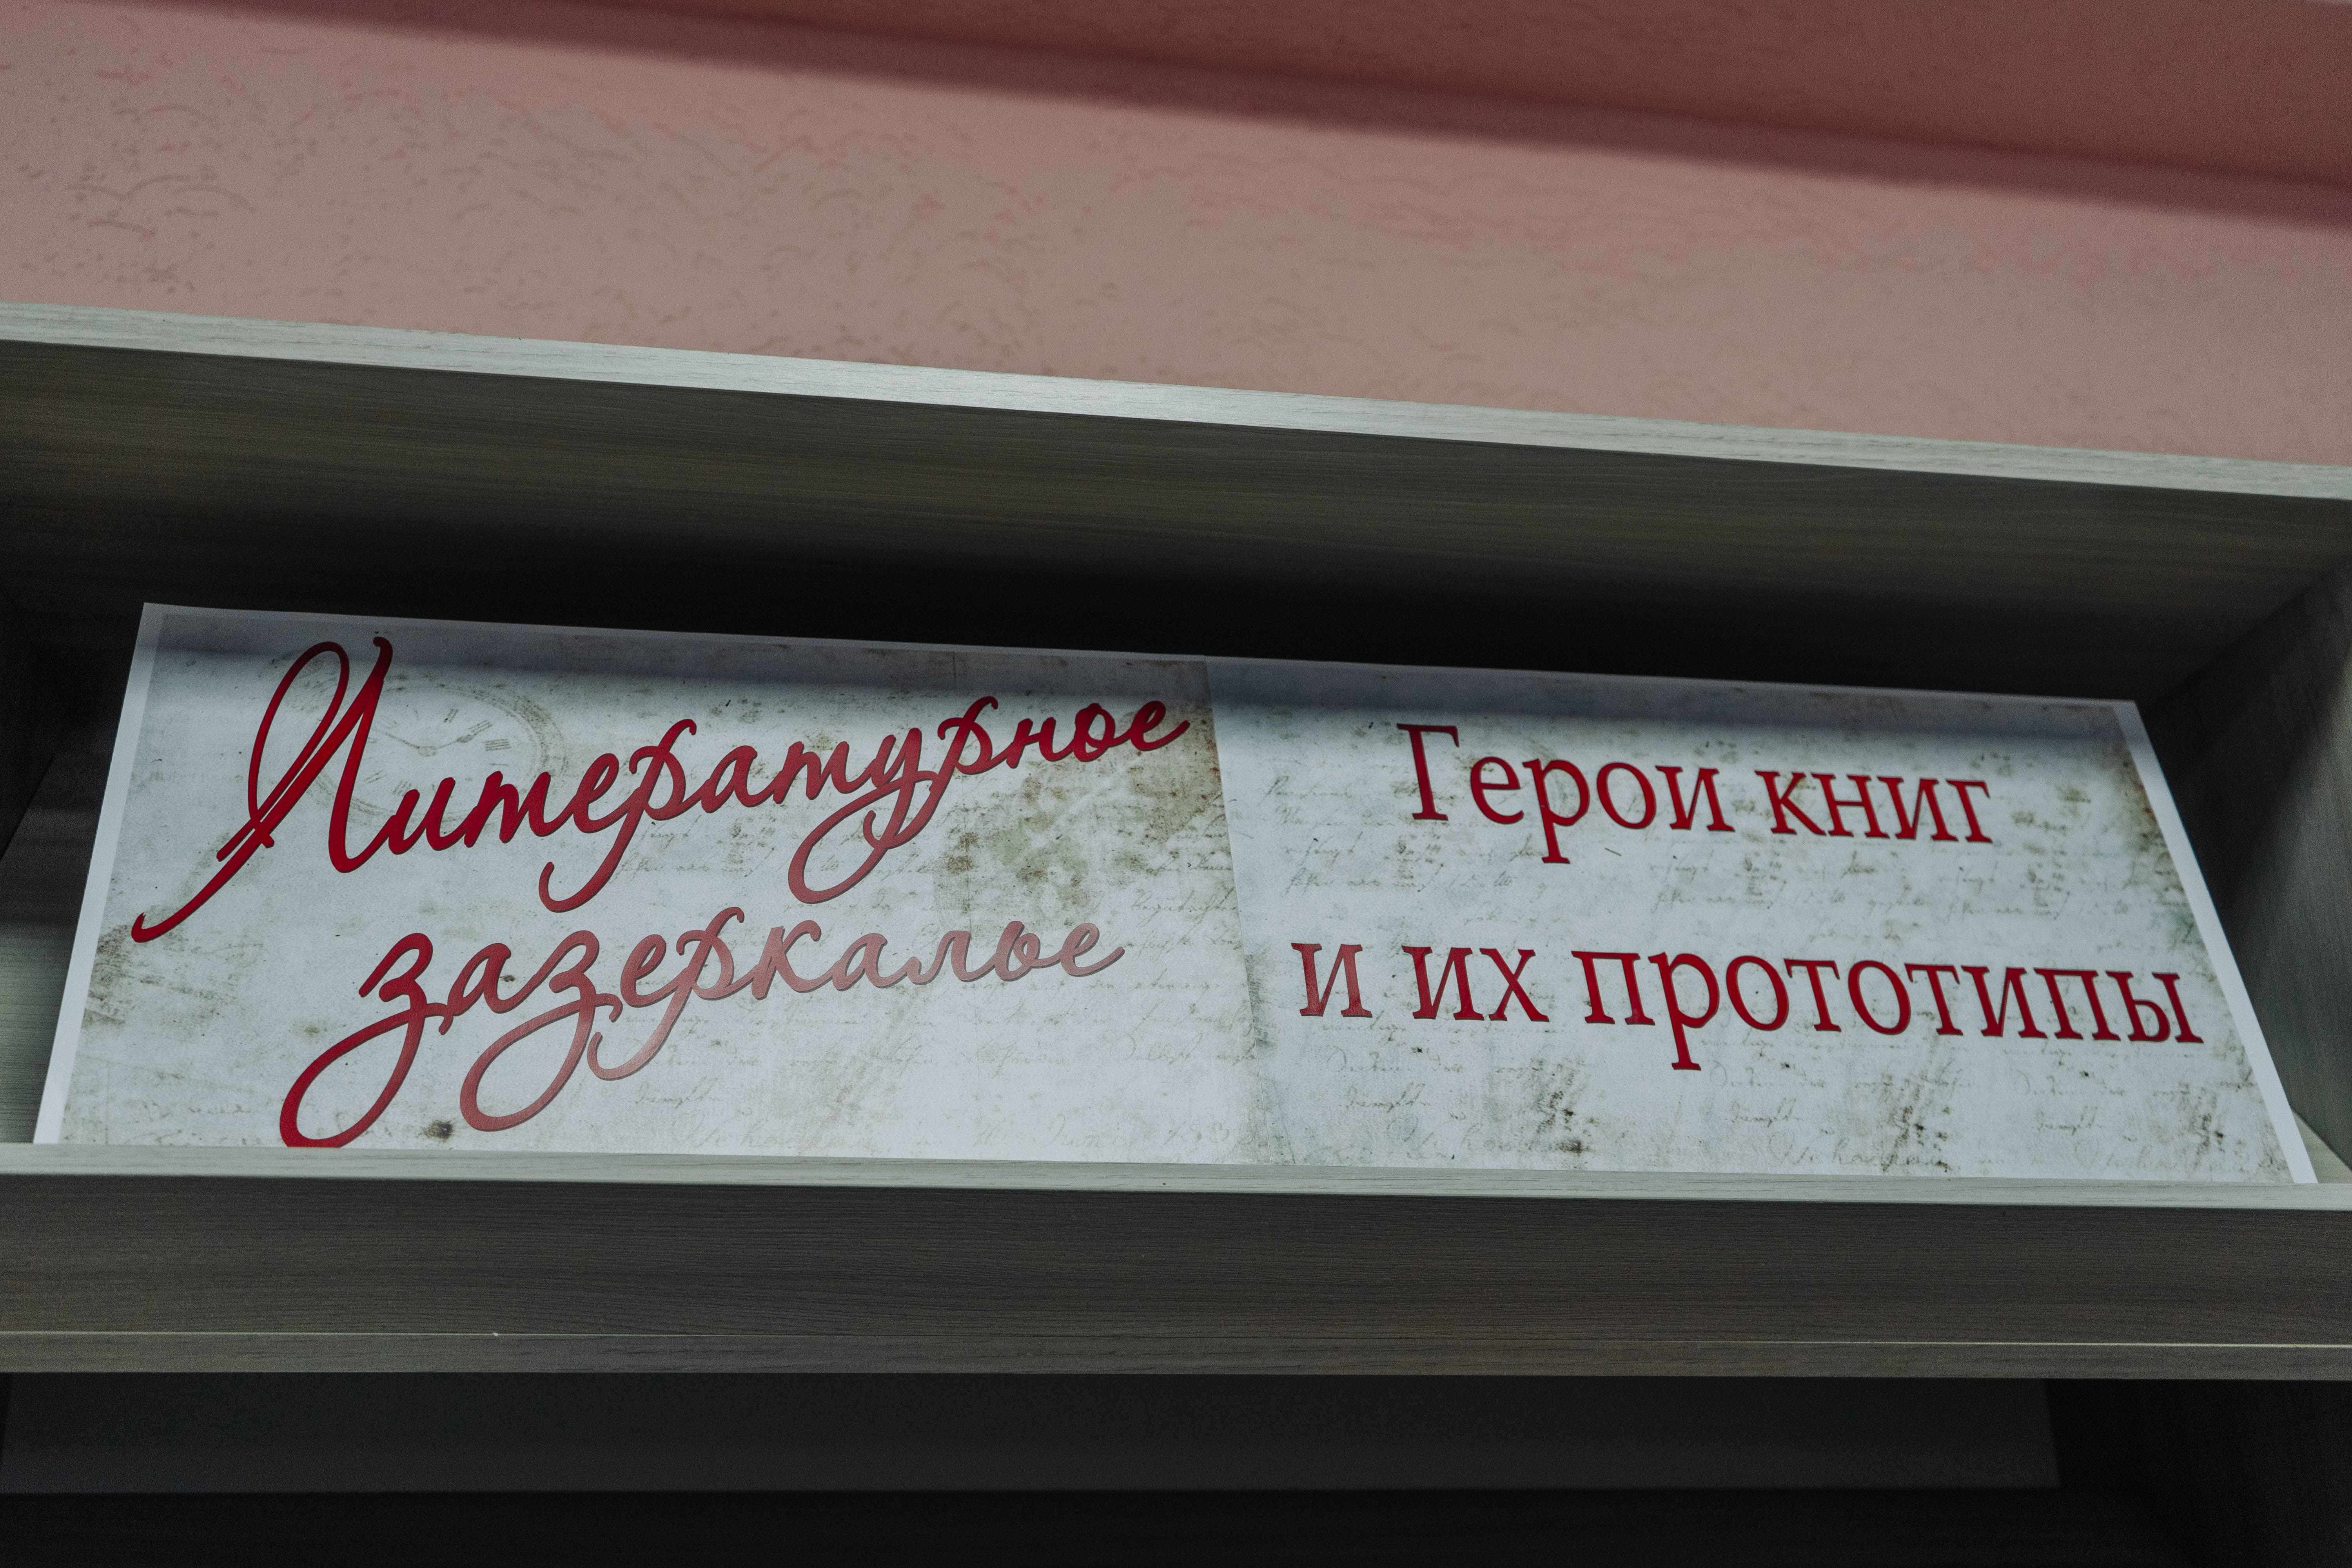 Литературное
зазеркалье
Герои книг
и их прототипы